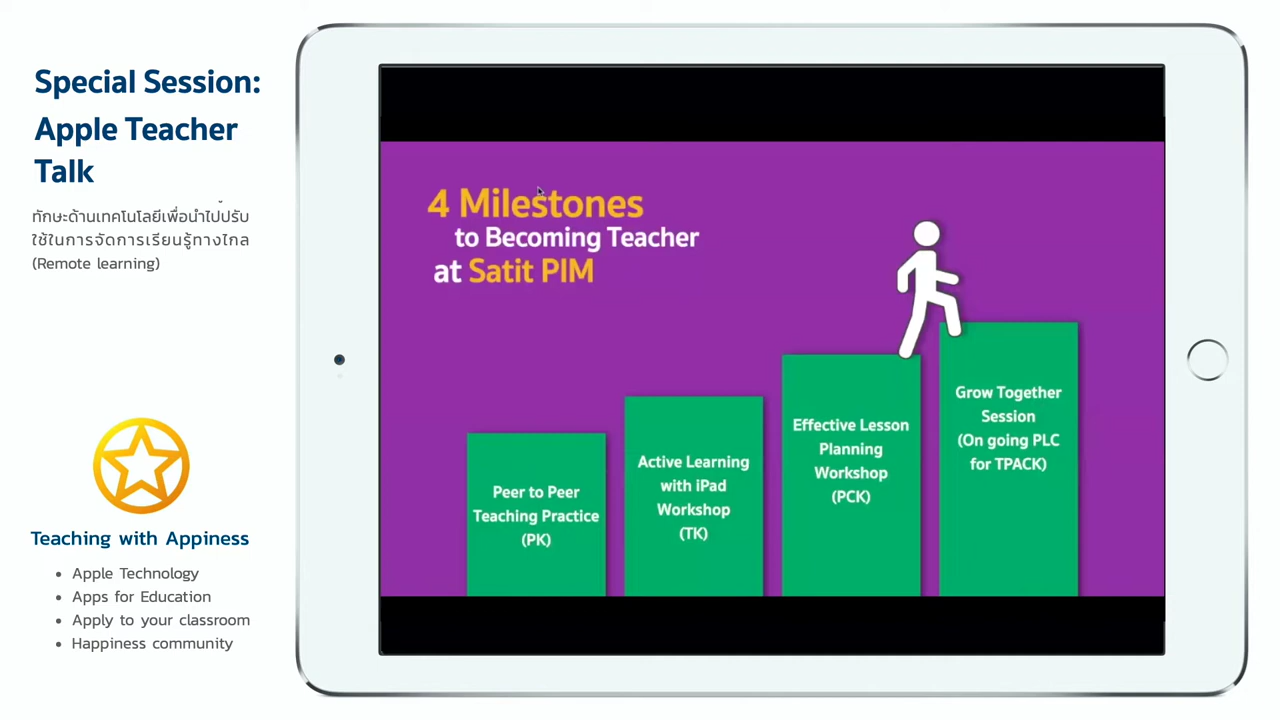 Special Session:
Apple Teacher
Talk
ทักษะด้านเทคโนโลยีเพื่อนำไปปรับ
ใช้ในการจัดการเรียนรู้ทางไกล
(Remote learning)
Teaching with Appiness
• Apple Technology
• Apps for Education
• Apply to your classroom
• Happiness community
4 Milestones
to Becoming Teacher
at Satit PIM
Peer to Peer
Teaching Practice
(PK)
Active Learning
with iPad
Workshop
(TK)
Effective Lesson
Planning
Workshop
(PCK)
Grow Together
Session
(On going PLC
for TPACK)